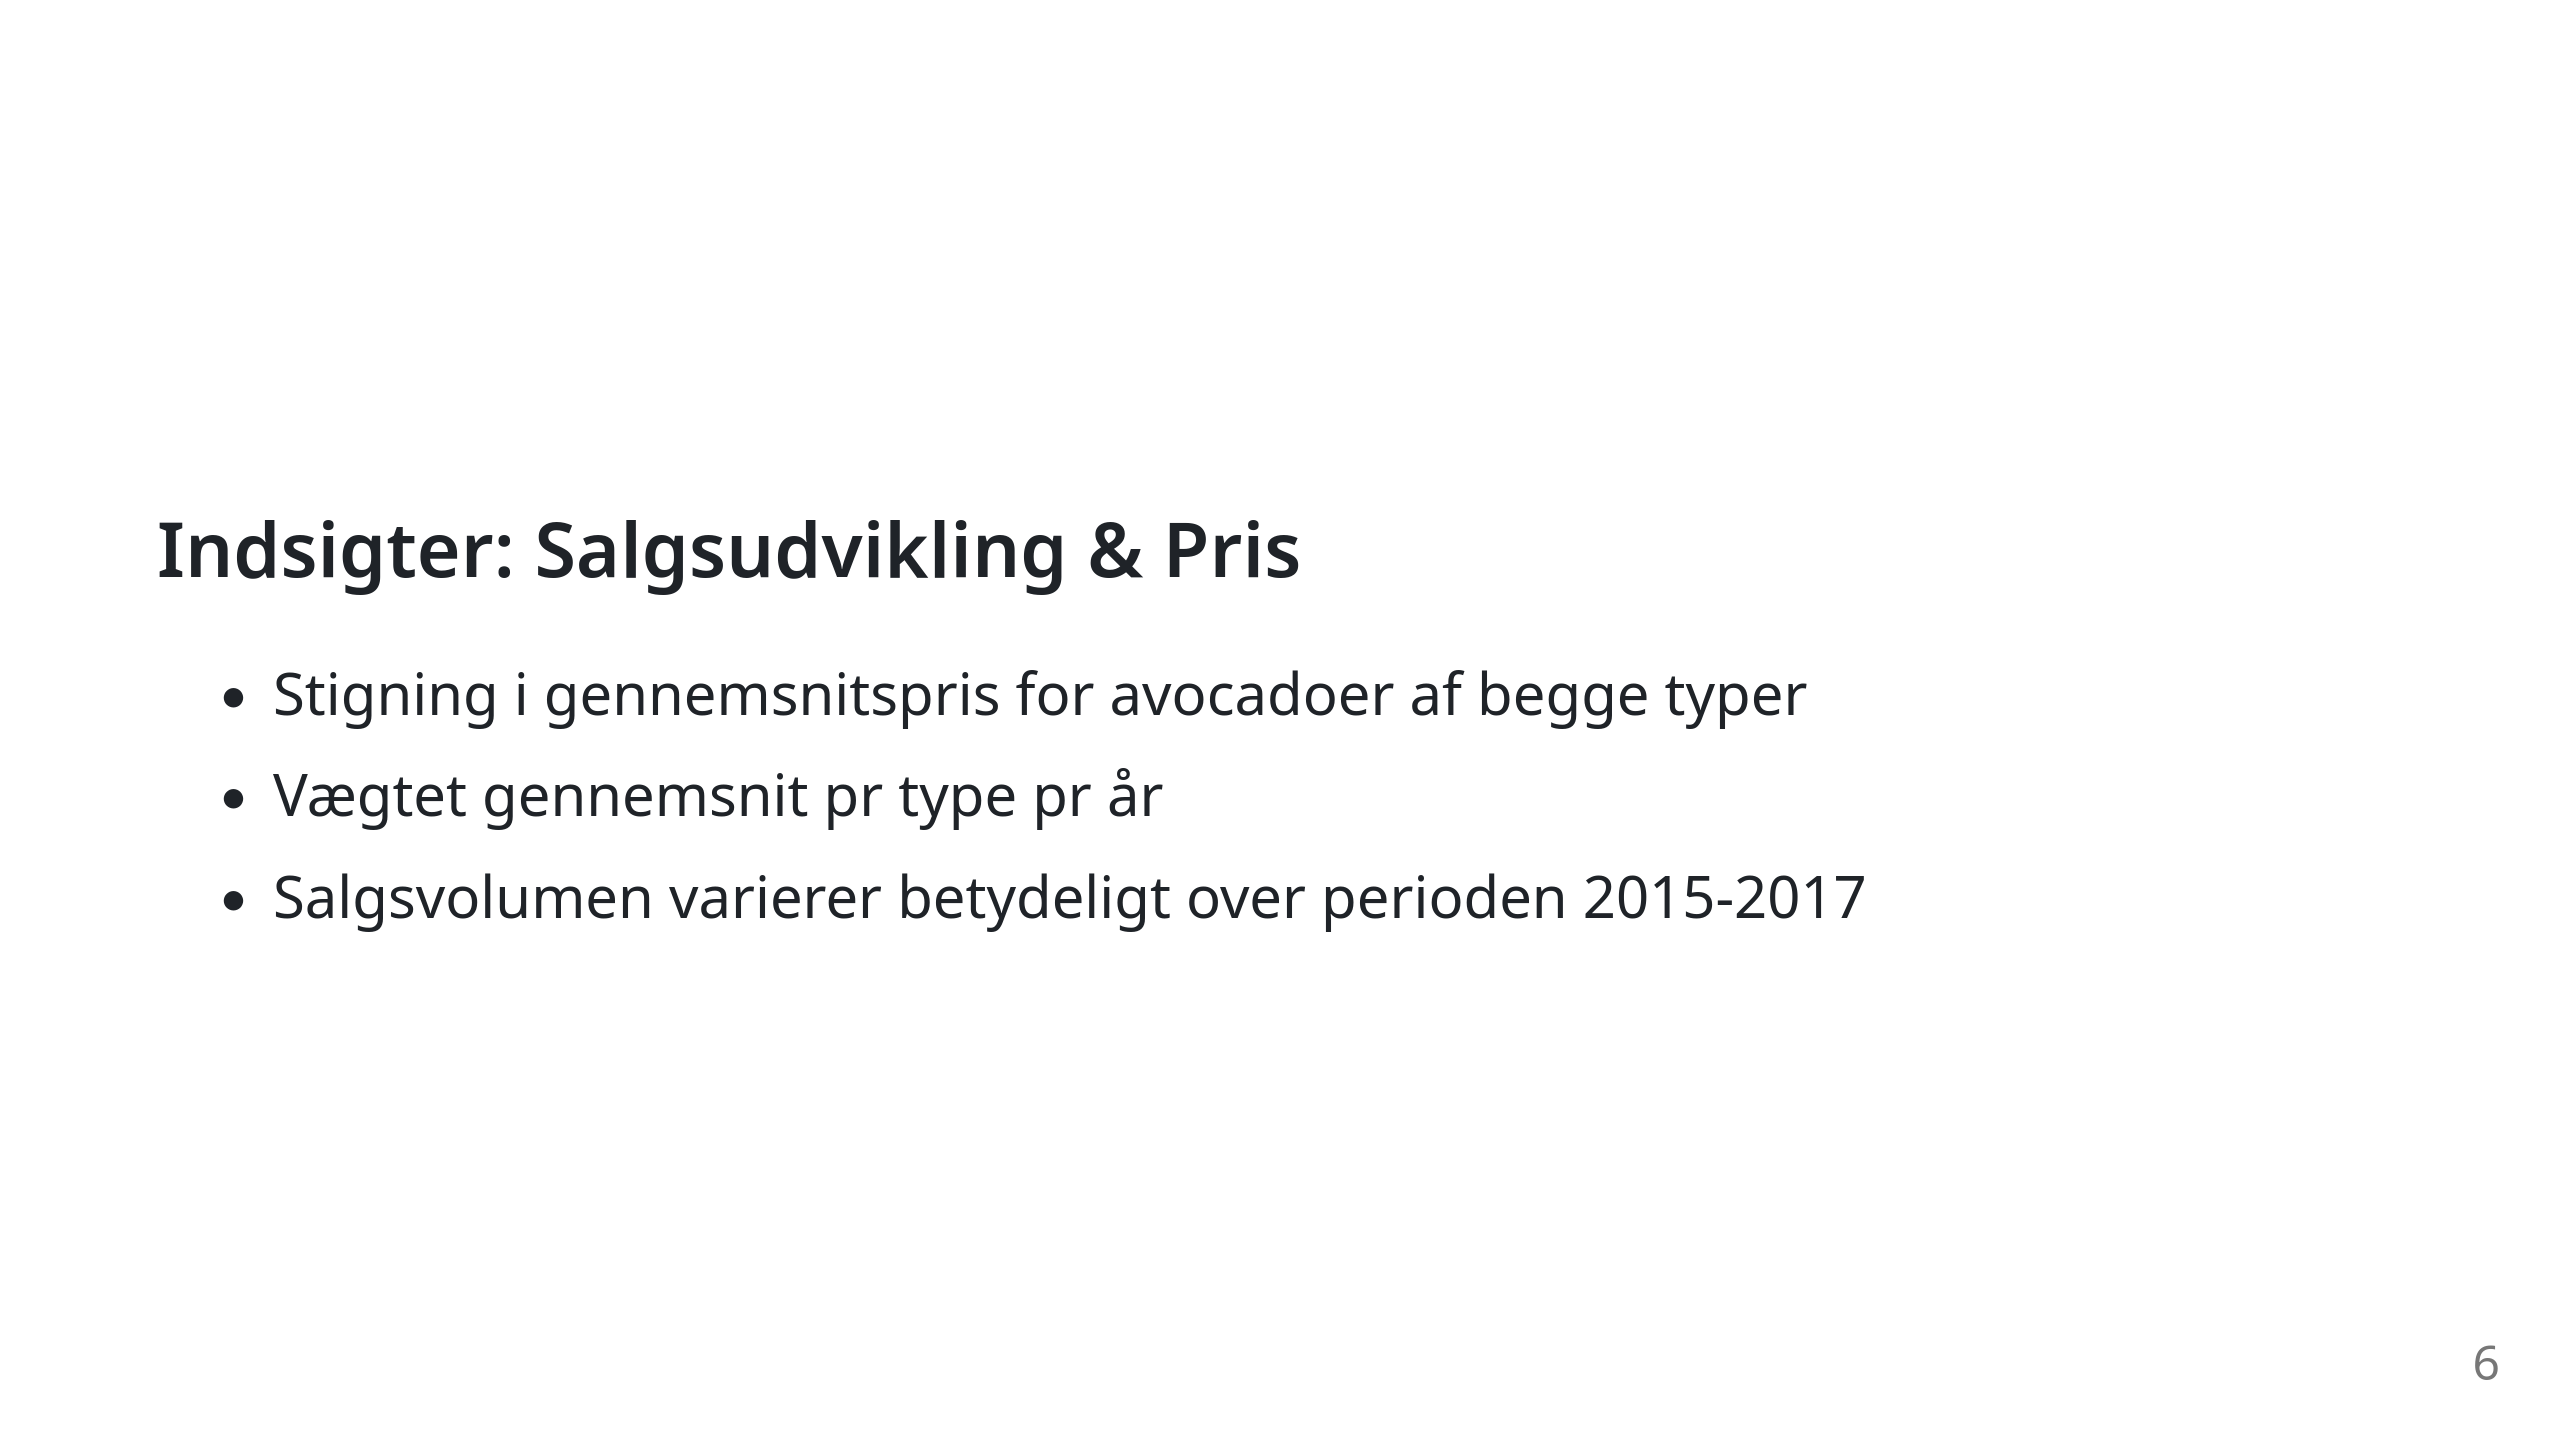 Indsigter: Salgsudvikling & Pris
• Stigning i gennemsnitspris for avocadoer af begge typer
• Vægtet gennemsnit pr type pr år
• Salgsvolumen varierer betydeligt over perioden 2015-2017
6